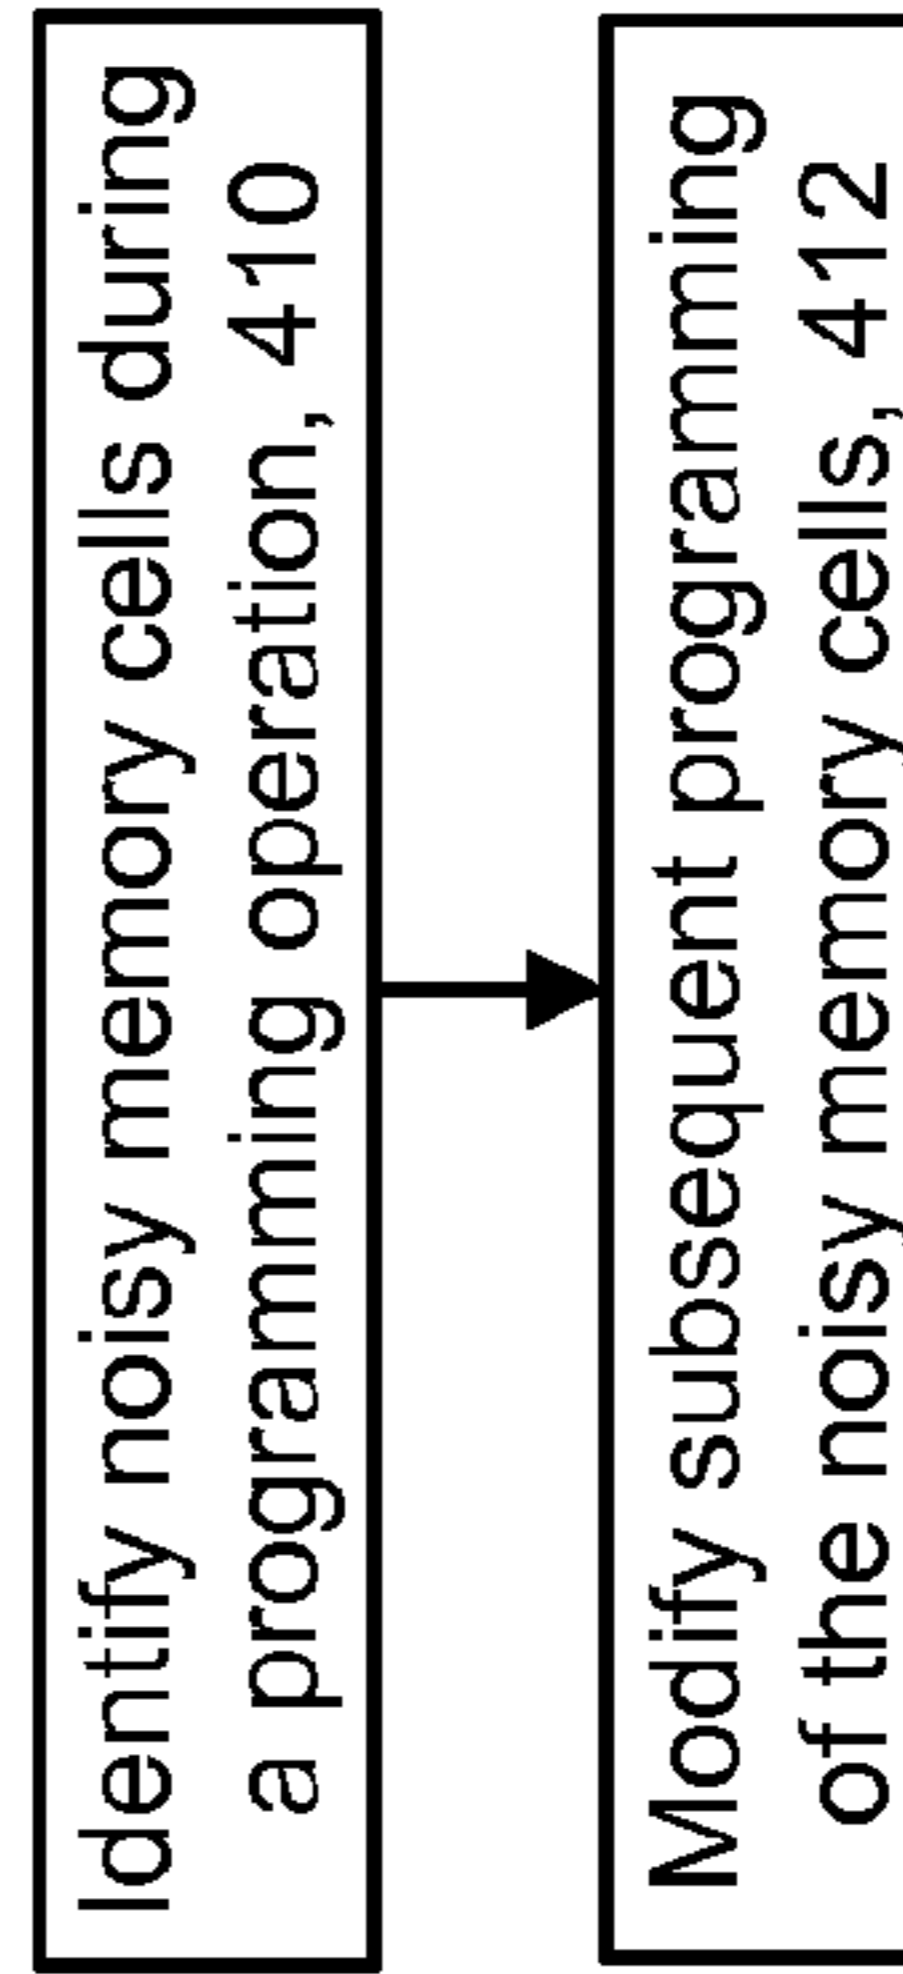 Identify noisy memory cells during
a programming operation, 410
Modify subsequent programming
of the noisy memory cells, 412